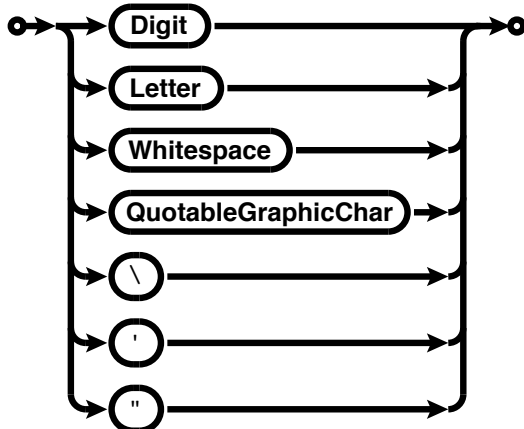 Digit
Letter
Whitespace
QuotableGraphicChar
\
'
"